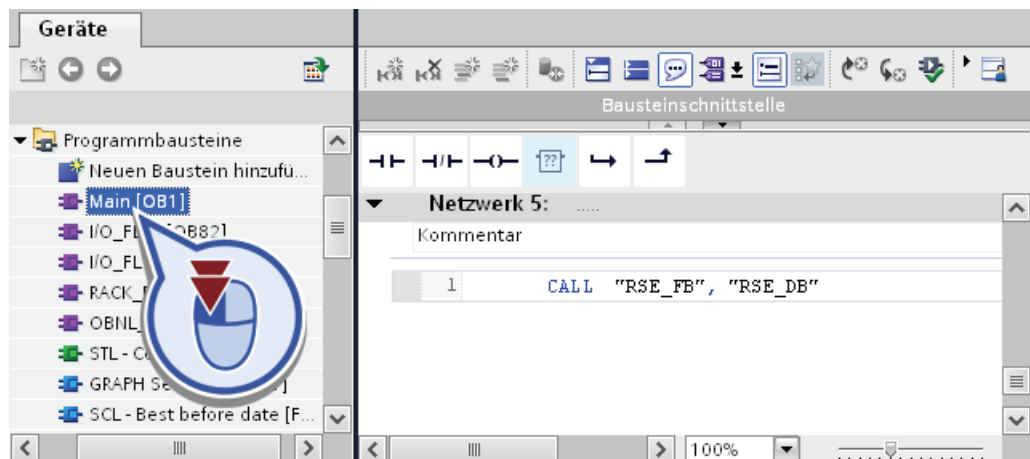 Geräte
Bausteinschnittstelle
Programmbausteine
Neuen Baustein hinzufü...
Main [OB1]
I/O_FL [OB82]
I/O_FL
RACK_
OBNL_
STL - C
GRAPH Se ]
SCL - Best before date [F...
??
Netzwerk 5: .....
Kommentar
1 CALL "RSE_FB", "RSE_DB"
100%